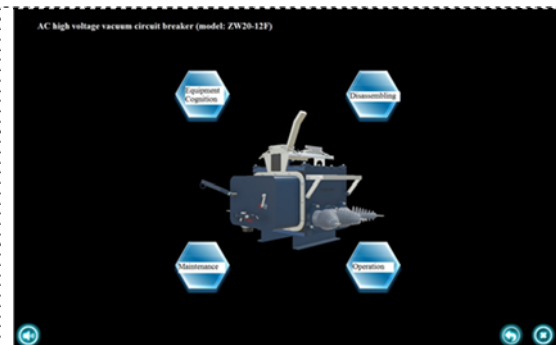 AC high voltage vacuum circuit breaker (model: ZW20-12F)
Equipment
Cognition
Disassembling
Maintenance
Operation